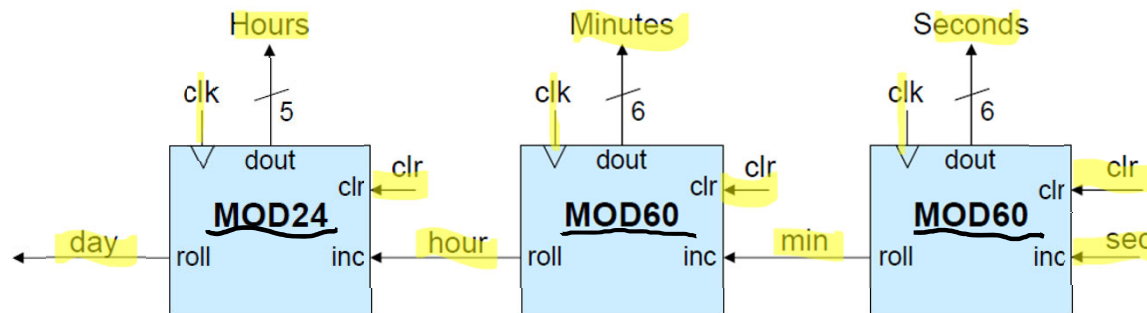 Hours Minutes Seconds
clk 5 clk 6 clk 6
dout clr dout clr dout clr
clr clr clr
MOD24 MOD60 MOD60
day roll inc hour roll inc min roll inc sec